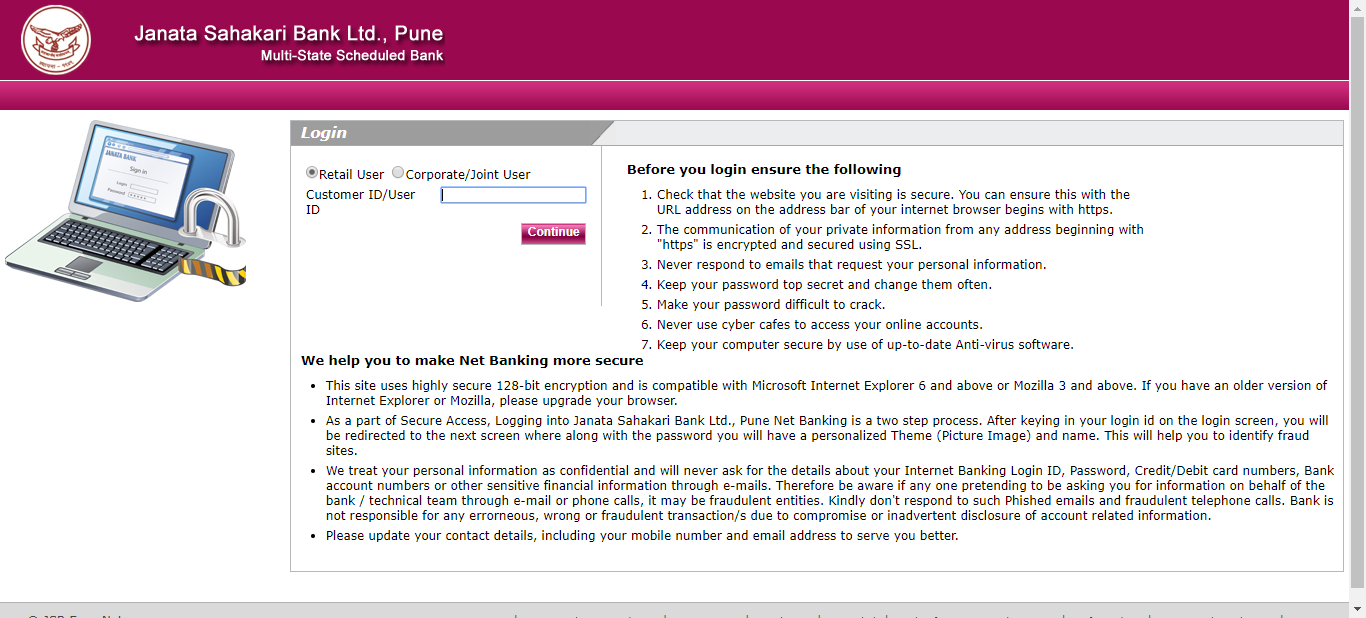 Janata Sahakari Bank Ltd., Pune
Multi-State Scheduled Bank
JANATA BANK
Sign in
Login
Password
Login
Retail User Corporate/Joint User
Customer ID/User
ID
Continue
Before you login ensure the following
1. Check that the website you are visiting is secure. You can ensure this with the
URL address on the address bar of your internet browser begins with https.
2. The communication of your private information from any address beginning with
"https" is encrypted and secured using SSL.
3. Never respond to emails that request your personal information.
4. Keep your password top secret and change them often.
5. Make your password difficult to crack.
6. Never use cyber cafes to access your online accounts.
7. Keep your computer secure by use of up-to-date Anti-virus software.
We help you to make Net Banking more secure
• This site uses highly secure 128-bit encryption and is compatible with Microsoft Internet Explorer 6 and above or Mozilla 3 and above. If you have an older version of
Internet Explorer or Mozilla, please upgrade your browser.
• As a part of Secure Access, Logging into Janata Sahakari Bank Ltd., Pune Net Banking is a two step process. After keying in your login id on the login screen, you will
be redirected to the next screen where along with the password you will have a personalized Theme (Picture Image) and name. This will help you to identify fraud
sites.
• We treat your personal information as confidential and will never ask for the details about your Internet Banking Login ID, Password, Credit/Debit card numbers, Bank
account numbers or other sensitive financial information through e-mails. Therefore be aware if any one pretending to be asking you for information on behalf of the
bank / technical team through e-mail or phone calls, it may be fraudulent entities. Kindly don't respond to such Phished emails and fraudulent telephone calls. Bank is
not responsible for any errorneous, wrong or fraudulent transaction/s due to compromise or inadvertent disclosure of account related information.
• Please update your contact details, including your mobile number and email address to serve you better.